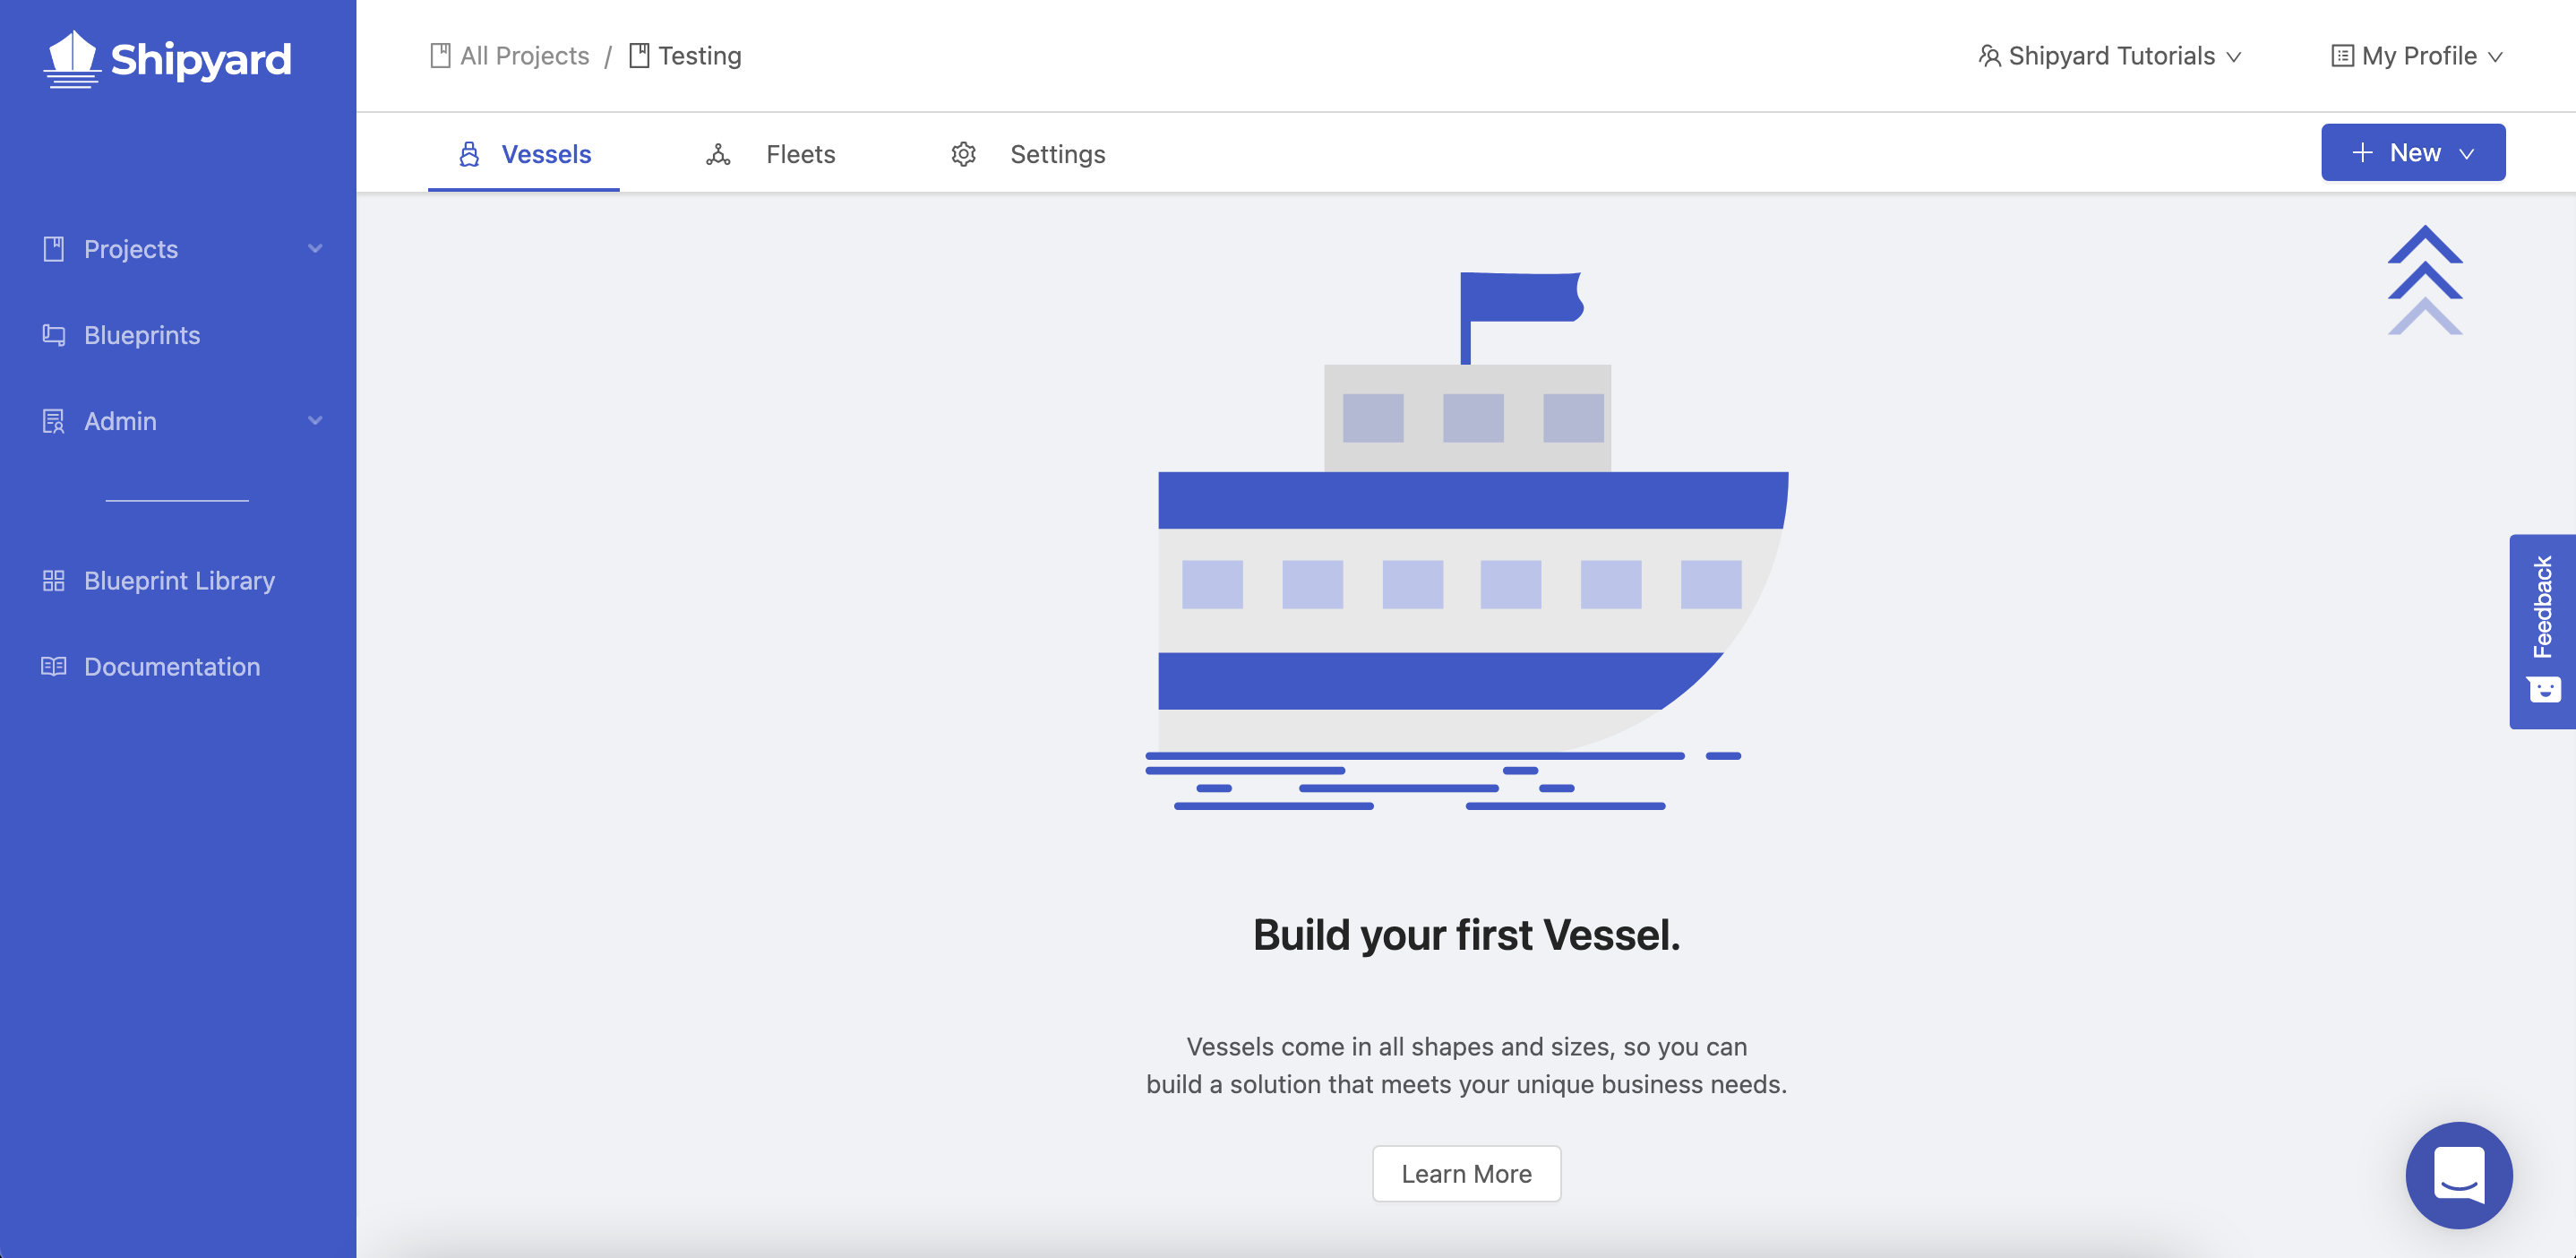 Shipyard
All Projects / Testing
Shipyard Tutorials
My Profile
Vessels
Fleets
Settings
New
Projects
Blueprints
Admin
Blueprint Library
Documentation
Feedback
Build your first Vessel.
Vessels come in all shapes and sizes, so you can
build a solution that meets your unique business needs.
Learn More